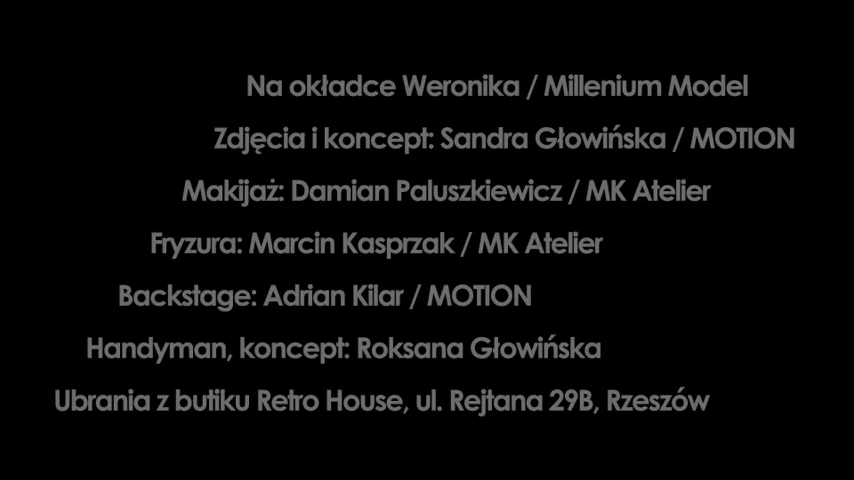 Na okładce Weronika / Millenium Model
Zdjęcia i koncept: Sandra Głowińska / MOTION
Makijaż: Damian Paluszkiewicz / MK Atelier
Fryzura: Marcin Kasprzak / MK Atelier
Backstage: Adrian Kilar / MOTION
Handyman, koncept: Roksana Głowińska
Ubrania z butiku Retro House, ul. Rejtana 29B, Rzeszów